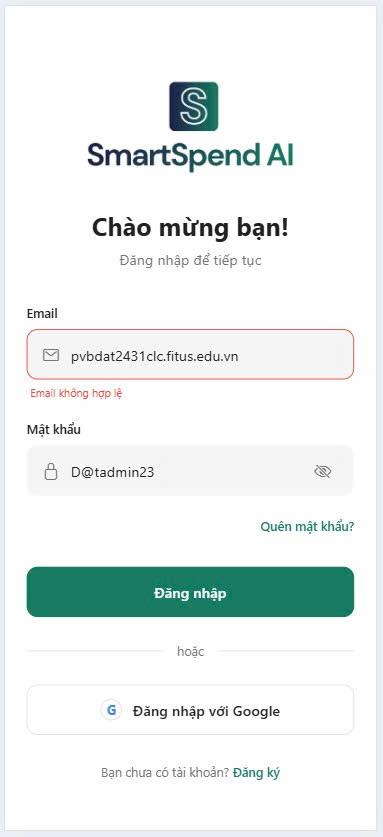 S
SmartSpend AI
Chào mừng bạn!
Đăng nhập để tiếp tục
Email
pvbdat2431clc.fitus.edu.vn
Email không hợp lệ
Mật khẩu
D@tadmin23
Quên mật khẩu?
Đăng nhập
hoặc
G Đăng nhập với Google
Bạn chưa có tài khoản? Đăng ký